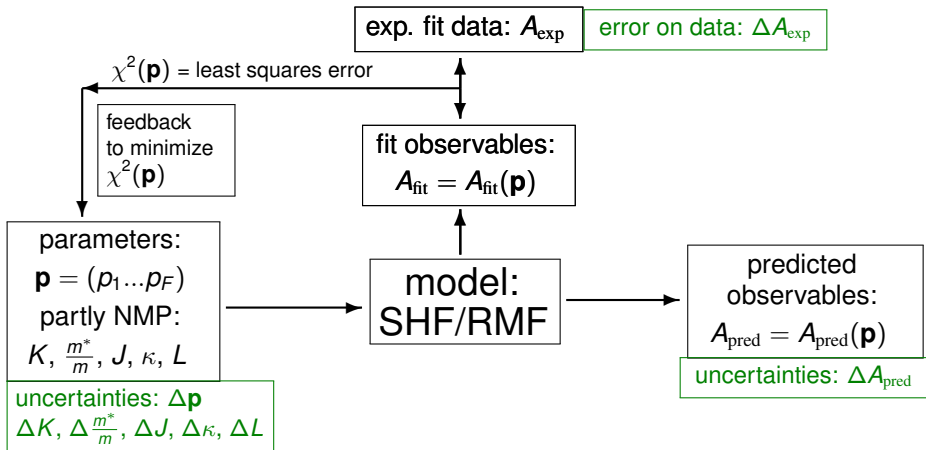 exp. fit data: A_exp
error on data: ΔA_exp
χ²(p) = least squares error
feedback
to minimize
χ²(p)
fit observables:
A_fit = A_fit(p)
parameters:
p = (p₁...p_F)
partly NMP:
K, m*/m, J, κ, L
uncertainties: Δp
ΔK, Δm*/m, ΔJ, Δκ, ΔL
model:
SHF/RMF
predicted
observables:
A_pred = A_pred(p)
uncertainties: ΔA_pred